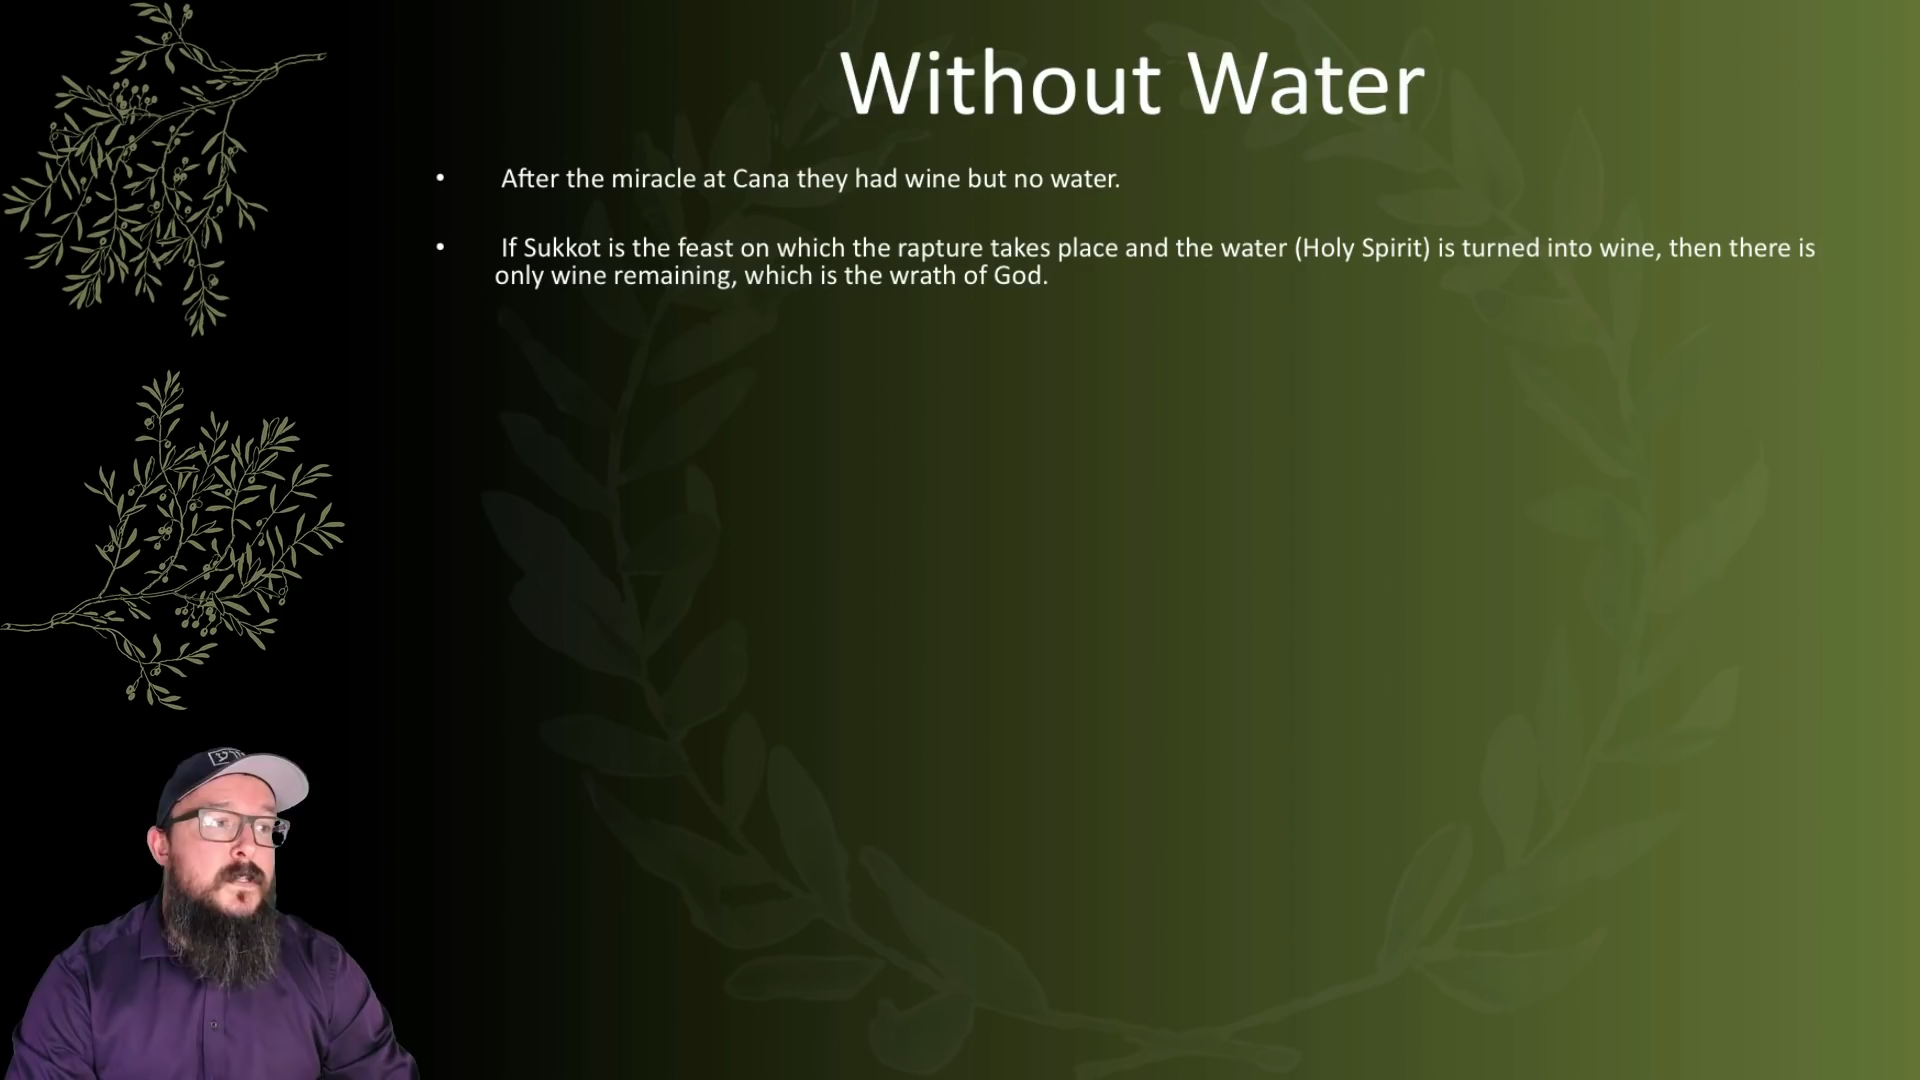 Without Water
• After the miracle at Cana they had wine but no water.
• If Sukkot is the feast on which the rapture takes place and the water (Holy Spirit) is turned into wine, then there is
only wine remaining, which is the wrath of God.